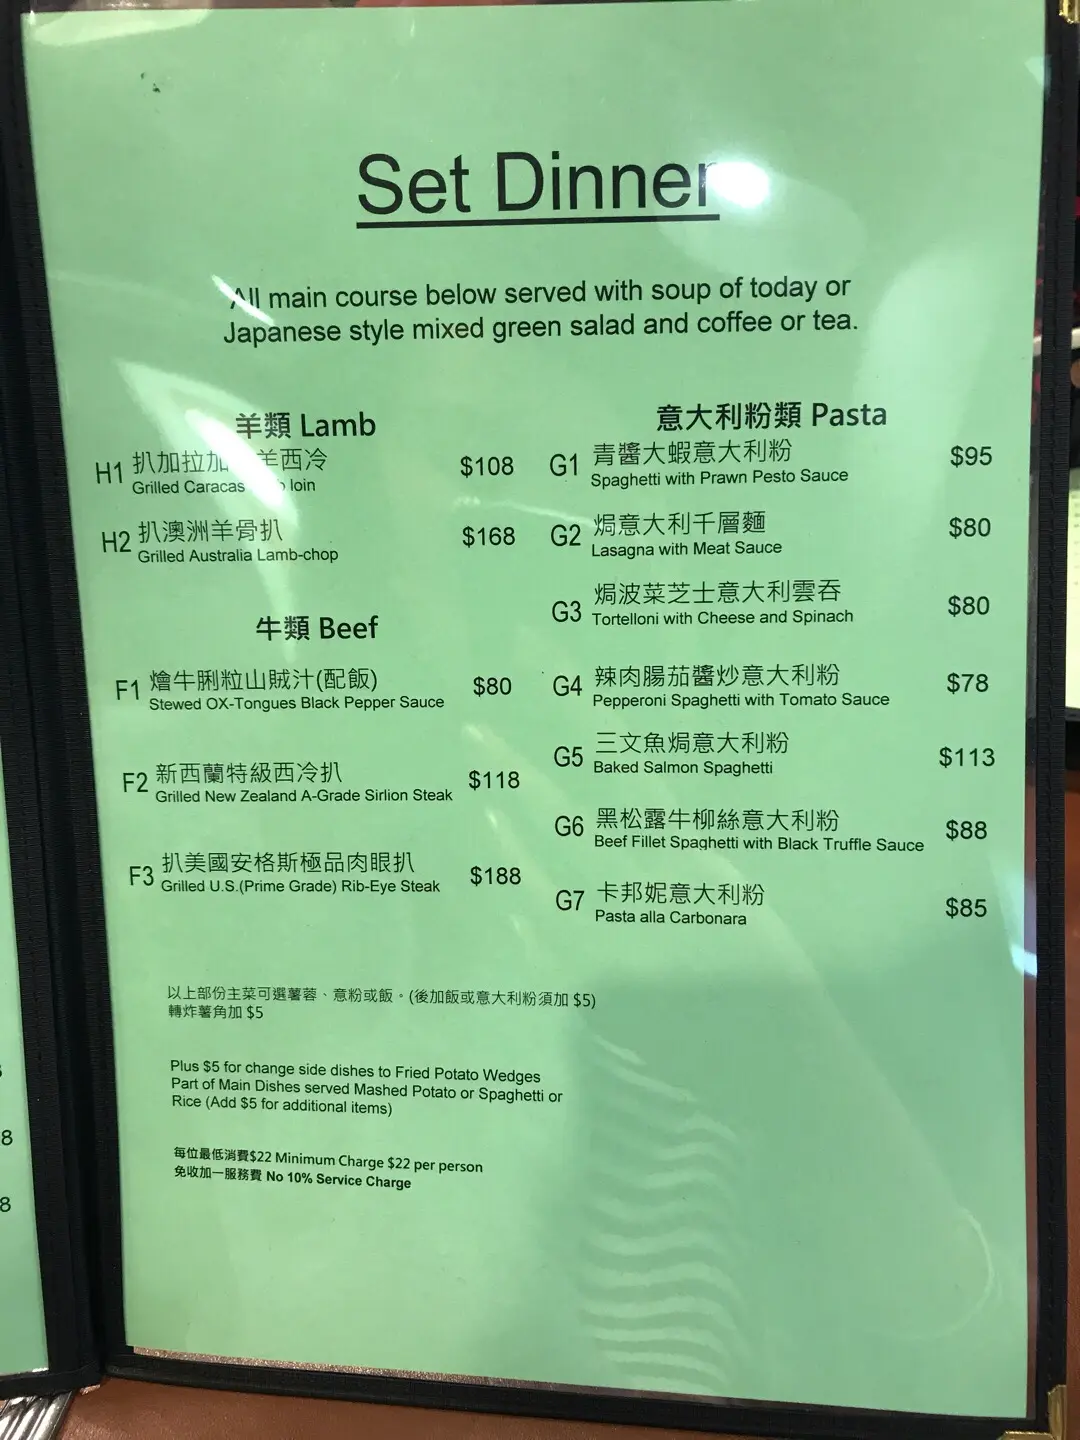 Set Dinner
All main course below served with soup of today or
Japanese style mixed green salad and coffee or tea.
羊類 Lamb
H1 扒加拉加 羊西冷 $108
Grilled Caracas loin
H2 扒澳洲羊骨扒 $168
Grilled Australia Lamb-chop
牛類 Beef
F1 燴牛脷粒山賊汁(配飯) $80
Stewed OX-Tongues Black Pepper Sauce
F2 新西蘭特級西冷扒 $118
Grilled New Zealand A-Grade Sirlion Steak
F3 扒美國安格斯極品肉眼扒 $188
Grilled U.S.(Prime Grade) Rib-Eye Steak
意大利粉類 Pasta
G1 青醬大蝦意大利粉 $95
Spaghetti with Prawn Pesto Sauce
G2 焗意大利千層麵 $80
Lasagna with Meat Sauce
G3 焗波菜芝士意大利雲吞 $80
Tortelloni with Cheese and Spinach
G4 辣肉腸茄醬炒意大利粉 $78
Pepperoni Spaghetti with Tomato Sauce
G5 三文魚焗意大利粉 $113
Baked Salmon Spaghetti
G6 黑松露牛柳絲意大利粉 $88
Beef Fillet Spaghetti with Black Truffle Sauce
G7 卡邦妮意大利粉 $85
Pasta alla Carbonara
以上部份主菜可選薯蓉、意粉或飯。(後加飯或意大利粉須加 $5)
轉炸薯角加 $5
Plus $5 for change side dishes to Fried Potato Wedges
Part of Main Dishes served Mashed Potato or Spaghetti or
Rice (Add $5 for additional items)
每位最低消費$22 Minimum Charge $22 per person
免收加一服務費 No 10% Service Charge
8
8